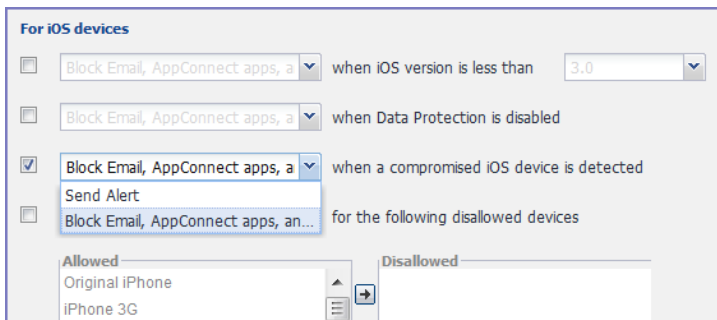 For iOS devices
Block Email, AppConnect apps, a when iOS version is less than 3.0
Block Email, AppConnect apps, a when Data Protection is disabled
Block Email, AppConnect apps, a when a compromised iOS device is detected
Send Alert
Block Email, AppConnect apps, an... for the following disallowed devices
Allowed Disallowed
Original iPhone
iPhone 3G